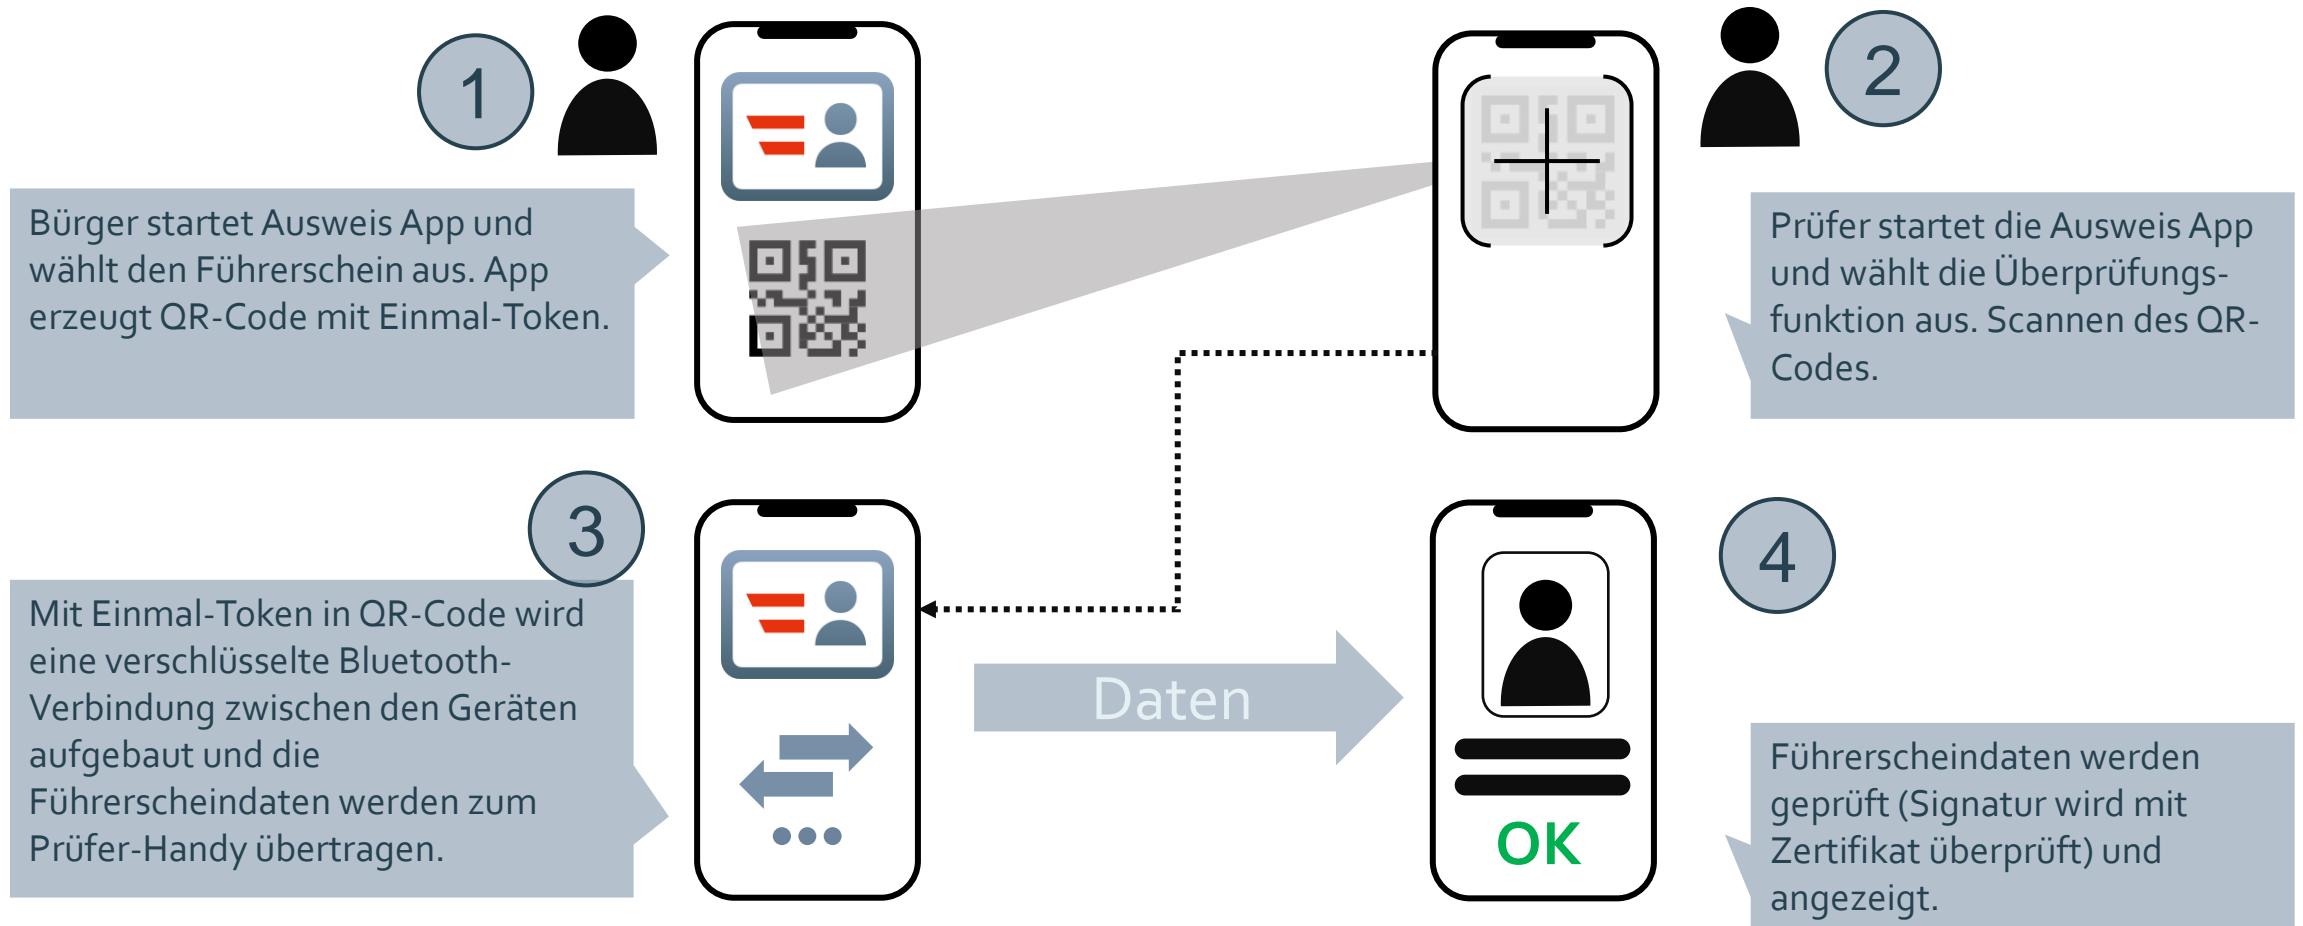 1
Bürger startet Ausweis App und
wählt den Führerschein aus. App
erzeugt QR-Code mit Einmal-Token.
2
Prüfer startet die Ausweis App
und wählt die Überprüfungs-
funktion aus. Scannen des QR-
Codes.
3
Mit Einmal-Token in QR-Code wird
eine verschlüsselte Bluetooth-
Verbindung zwischen den Geräten
aufgebaut und die
Führerscheindaten werden zum
Prüfer-Handy übertragen.
Daten
OK
4
Führerscheindaten werden
geprüft (Signatur wird mit
Zertifikat überprüft) und
angezeigt.